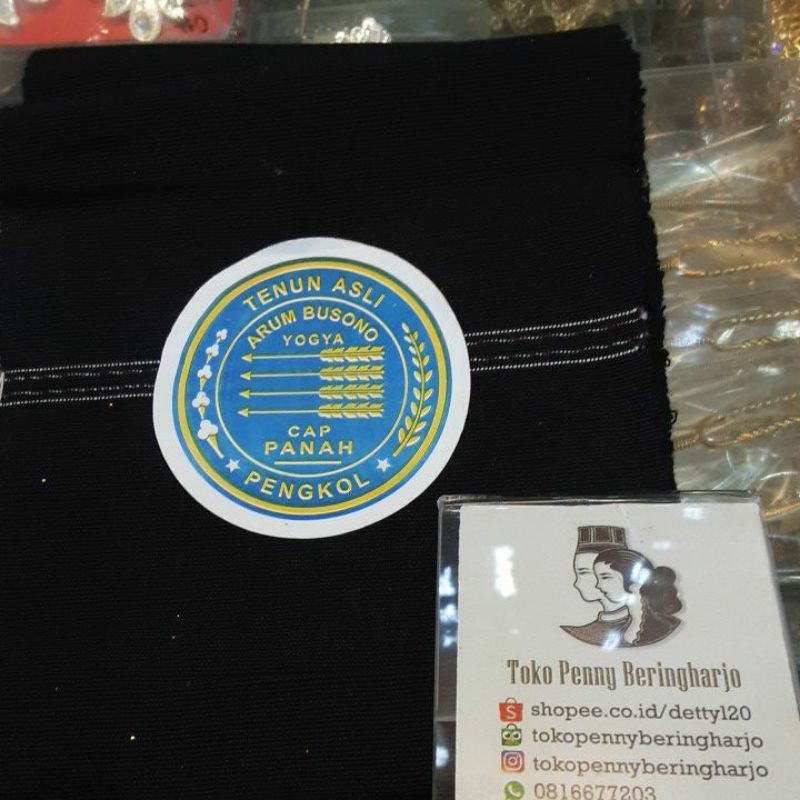 TENUN ASLI
ARUM BUSONO
YOGYA
CAP
PANAH
PENGKOL
Toko Penny Beringharjo
shopee.co.id/detty120
tokopennyberingharjo
tokopennyberingharjo
0816677203